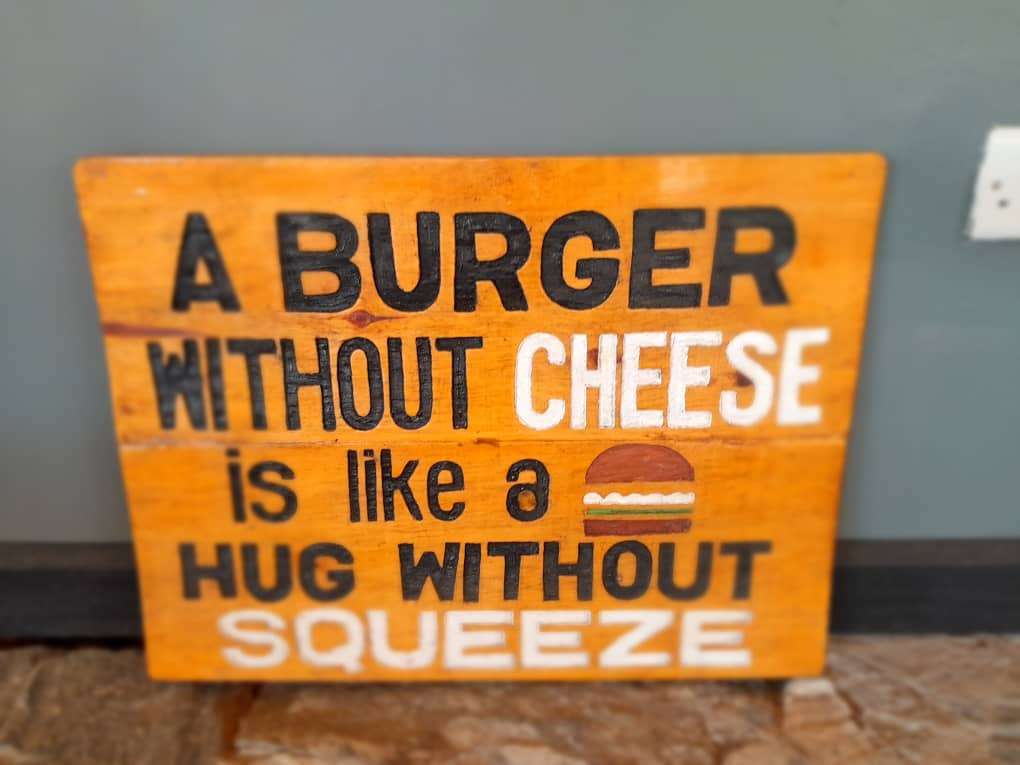 A BURGER
WITHOUT CHEESE
is like a
HUG WITHOUT
SQUEEZE